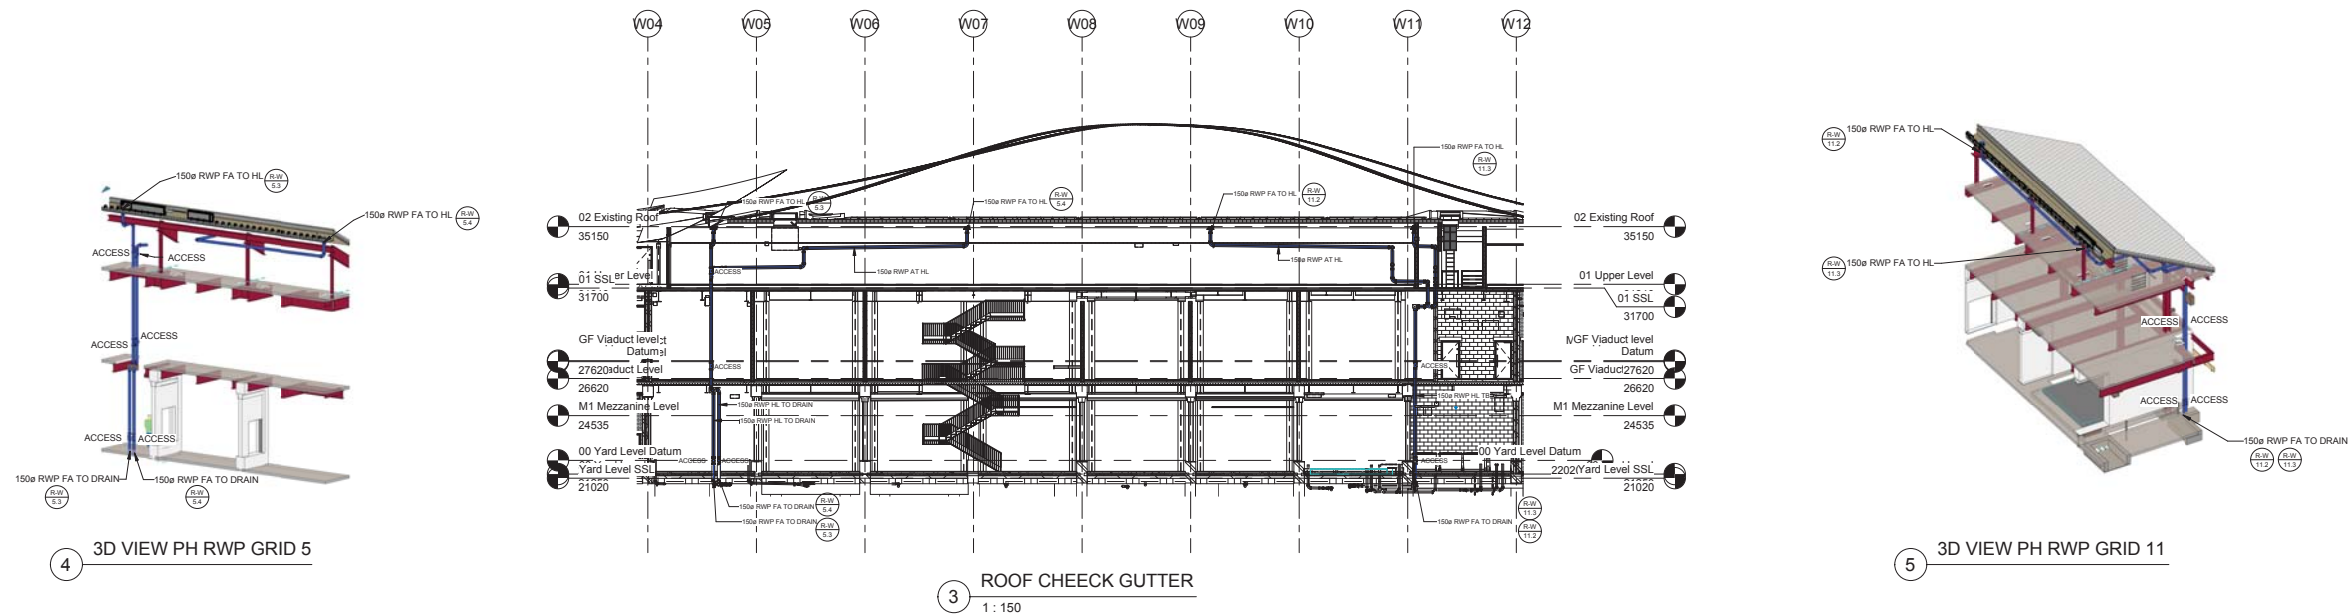 W04
W05
W06
W07
W08
W09
W10
W11
W12
150ø RWP FA TO HL
R-W
5.3
150ø RWP FA TO HL
R-W
5.4
ACCESS
ACCESS
ACCESS
ACCESS
ACCESS
ACCESS
150ø RWP FA TO DRAIN
R-W
5.3
150ø RWP FA TO DRAIN
R-W
5.4
4
3D VIEW PH RWP GRID 5
150ø RWP FA TO HL
R-W
11.3
150ø RWP FA TO HL
R-W
5.3
150ø RWP FA TO HL
R-W
5.4
150ø RWP FA TO HL
R-W
11.2
02 Existing Roof
35150
01 SSL
31700
GF Viaduct level
Datum
27620
26620
M1 Mezzanine Level
24535
00 Yard Level Datum
Yard Level SSL
21020
ACCESS
150ø RWP AT HL
150ø RWP AT HL
ACCESS
ACCESS
150ø RWP HL TO DRAIN
150ø RWP HL TO DRAIN
150ø RWP HL TB
ACCESS
ACCESS
ACCESS
150ø RWP FA TO DRAIN
R-W
5.4
150ø RWP FA TO DRAIN
R-W
5.3
150ø RWP FA TO DRAIN
R-W
11.3
R-W
11.2
02 Existing Roof
35150
01 Upper Level
01 SSL
31700
GF Viaduct level
Datum
GF Viaduct
27620
26620
M1 Mezzanine Level
24535
00 Yard Level Datum
Yard Level SSL
21020
3
ROOF CHEECK GUTTER
1 : 150
R-W
11.2
150ø RWP FA TO HL
R-W
11.3
150ø RWP FA TO HL
ACCESS
ACCESS
ACCESS
ACCESS
150ø RWP FA TO DRAIN
R-W
11.2
R-W
11.3
5
3D VIEW PH RWP GRID 11